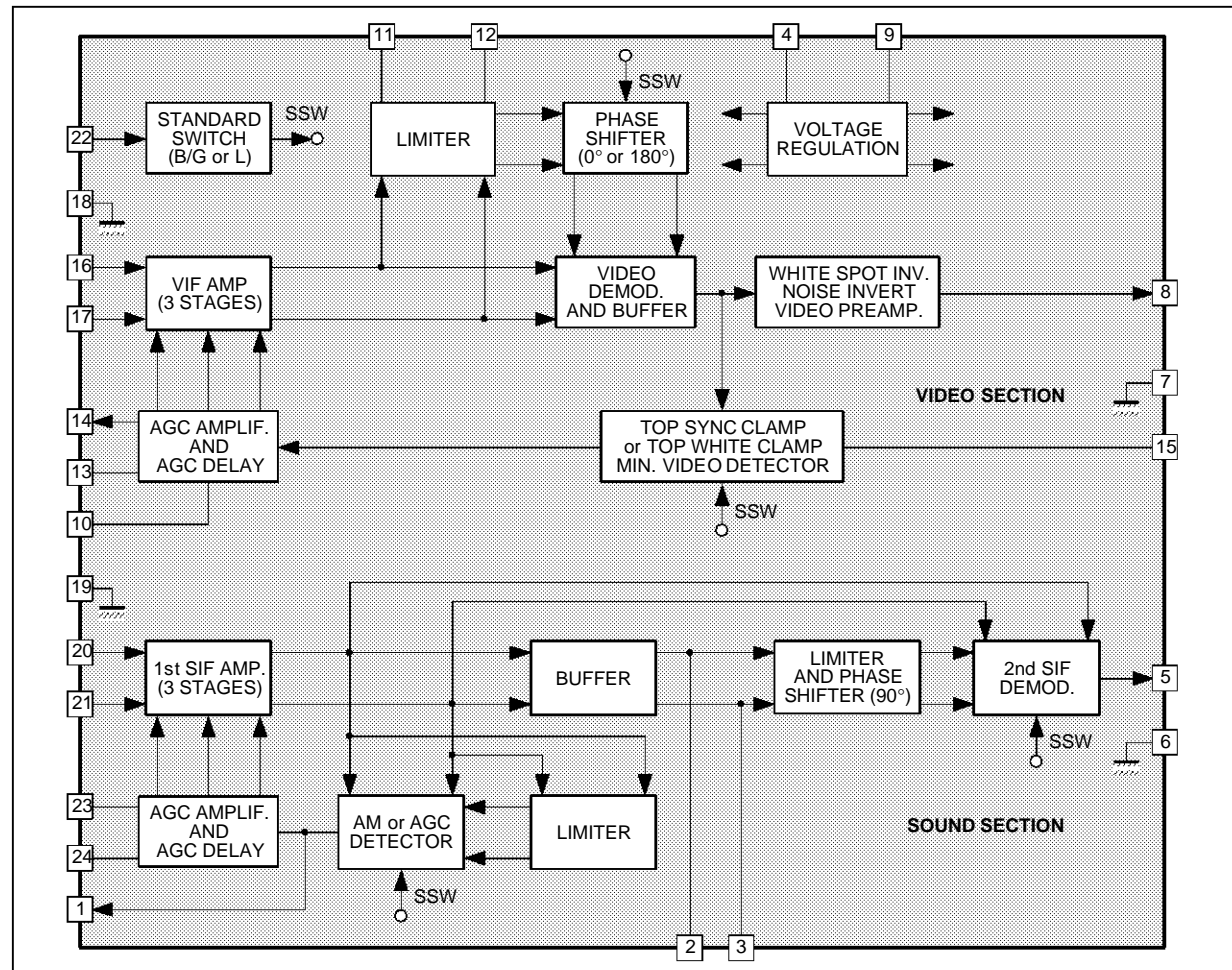 11
12
4
9
22
STANDARD
SWITCH
(B/G or L)
SSW
LIMITER
SSW
PHASE
SHIFTER
(0° or 180°)
VOLTAGE
REGULATION
18
16
17
VIF AMP
(3 STAGES)
VIDEO
DEMOD.
AND BUFFER
WHITE SPOT INV.
NOISE INVERT
VIDEO PREAMP.
8
7
VIDEO SECTION
14
13
10
AGC AMPLIF.
AND
AGC DELAY
TOP SYNC CLAMP
or TOP WHITE CLAMP
MIN. VIDEO DETECTOR
15
SSW
19
20
21
1st SIF AMP.
(3 STAGES)
BUFFER
LIMITER
AND PHASE
SHIFTER (90°)
2nd SIF
DEMOD.
5
SSW
6
23
24
AGC AMPLIF.
AND
AGC DELAY
AM or AGC
DETECTOR
LIMITER
SOUND SECTION
SSW
1
2
3